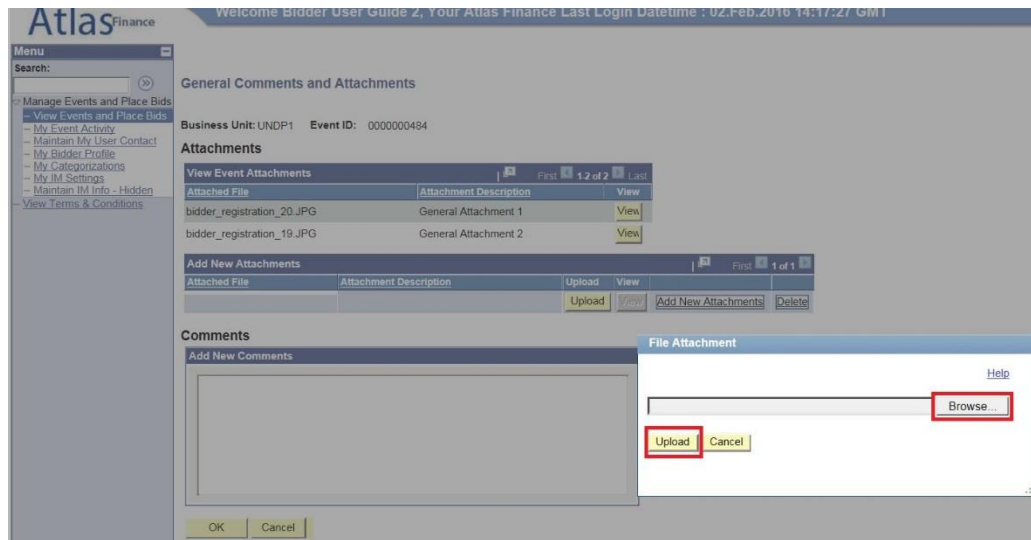 Atlas Finance
Welcome Bidder User Guide 2, Your Atlas Finance Last Login Datetime : 02.Feb.2016 14:17:27 GMT
Menu
Search:
Manage Events and Place Bids
– View Events and Place Bids
– My Event Activity
– Maintain My User Contact
– My Bidder Profile
– My Categorizations
– My IM Settings
– Maintain IM Info - Hidden
– View Terms & Conditions
General Comments and Attachments
Business Unit: UNDP1 Event ID: 0000000484
Attachments
View Event Attachments | First 1-2 of 2 Last
Attached File Attachment Description View
bidder_registration_20.JPG General Attachment 1 View
bidder_registration_19.JPG General Attachment 2 View
Add New Attachments | First 1 of 1
Attached File Attachment Description Upload View
Upload View Add New Attachments Delete
Comments
Add New Comments
OK Cancel
File Attachment
Help
Browse...
Upload Cancel